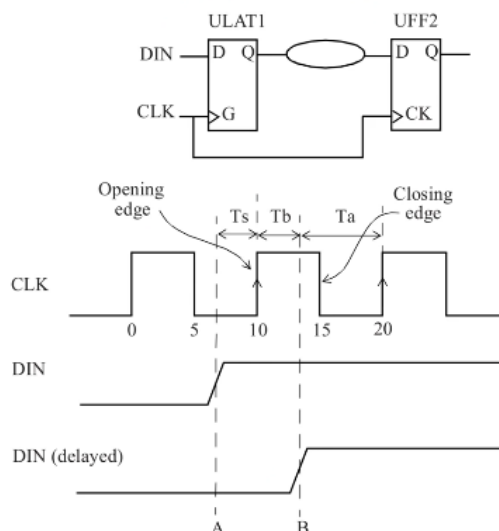 ULAT1 UFF2
DIN D Q D Q
CLK G CK
Opening edge
Ts Tb Ta
Closing edge
CLK
0 5 10 15 20
DIN
DIN (delayed)
A B